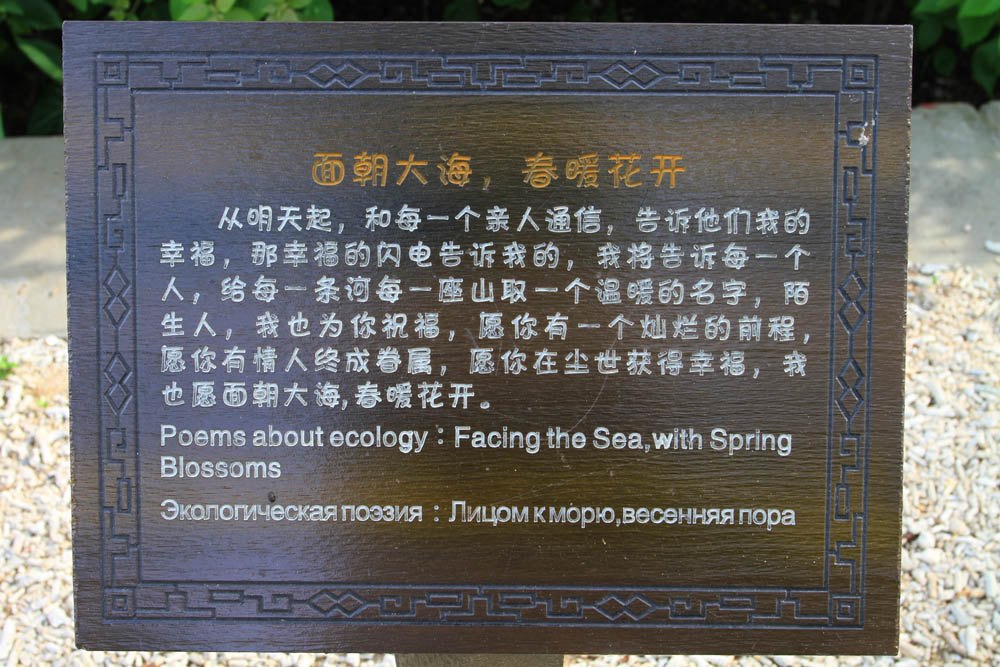 面朝大海，春暖花开
从明天起，和每一个亲人通信，告诉他们我的
幸福，那幸福的闪电告诉我的，我将告诉每一个
人，给每一条河每一座山取一个温暖的名字，陌
生人，我也为你祝福，愿你有一个灿烂的前程，
愿你有情人终成眷属，愿你在尘世获得幸福，我
也愿面朝大海,春暖花开。
Poems about ecology：Facing the Sea,with Spring
Blossoms
Экологическая поэзия：Лицом к морю,весенняя пора